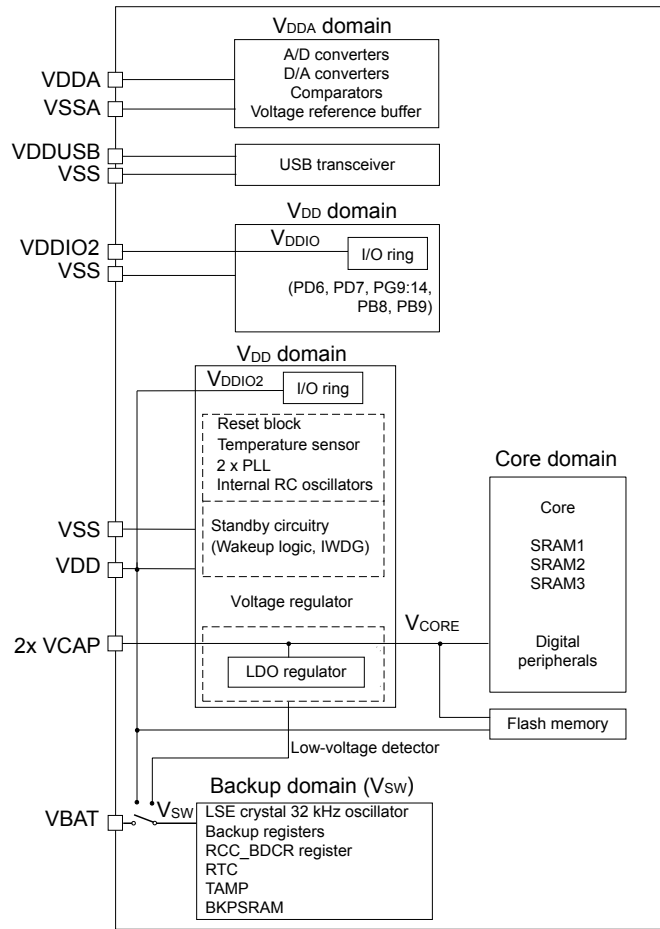 VDDA domain
A/D converters
D/A converters
Comparators
Voltage reference buffer
VDDA
VSSA
VDDUSB
VSS
USB transceiver
VDD domain
VDDIO2
VSS
VDDIO
I/O ring
(PD6, PD7, PG9:14,
PB8, PB9)
VDD domain
VDDIO2
I/O ring
Reset block
Temperature sensor
2 x PLL
Internal RC oscillators
Standby circuitry
(Wakeup logic, IWDG)
VSS
VDD
Voltage regulator
2x VCAP
LDO regulator
VCORE
Core domain
Core
SRAM1
SRAM2
SRAM3
Digital
peripherals
Flash memory
Low-voltage detector
Backup domain (VSW)
VBAT
VSW
LSE crystal 32 kHz oscillator
Backup registers
RCC_BDCR register
RTC
TAMP
BKPSRAM